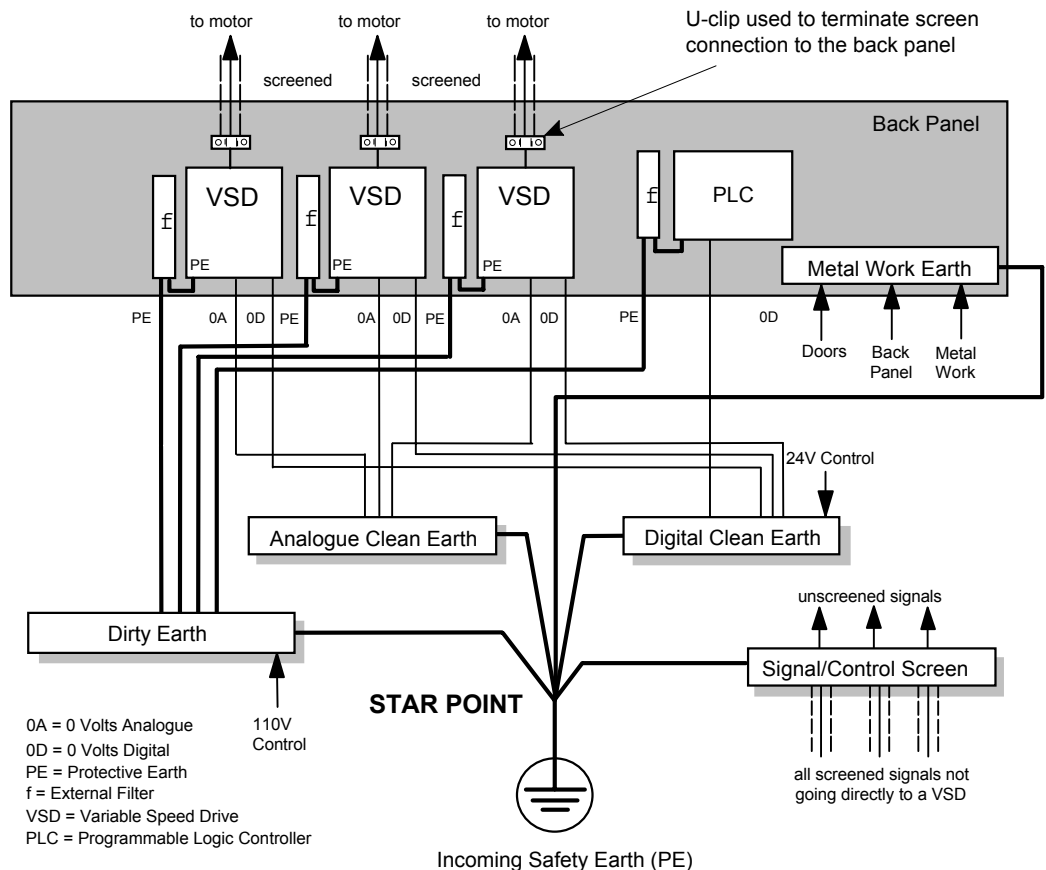 to motor
to motor
to motor
U-clip used to terminate screen
connection to the back panel
screened
screened
Back Panel
VSD
VSD
VSD
PLC
f
f
f
f
PE
PE
PE
Metal Work Earth
PE
0A
0D
PE
0A
0D
PE
0A
0D
PE
0D
Doors
Back
Panel
Metal
Work
24V Control
Analogue Clean Earth
Digital Clean Earth
unscreened signals
Dirty Earth
Signal/Control Screen
STAR POINT
110V
Control
0A = 0 Volts Analogue
0D = 0 Volts Digital
PE = Protective Earth
f = External Filter
VSD = Variable Speed Drive
PLC = Programmable Logic Controller
all screened signals not
going directly to a VSD
Incoming Safety Earth (PE)